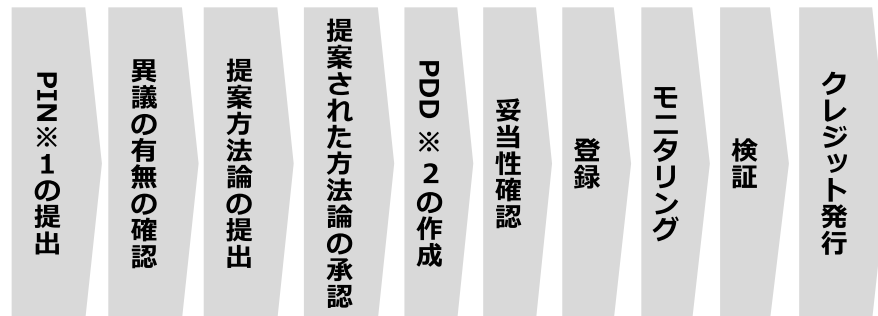 PIN※1の提出
異議の有無の確認
提案方法論の提出
提案された方法論の承認
PDD ※2の作成
妥当性確認
登録
モニタリング
検証
クレジット発行